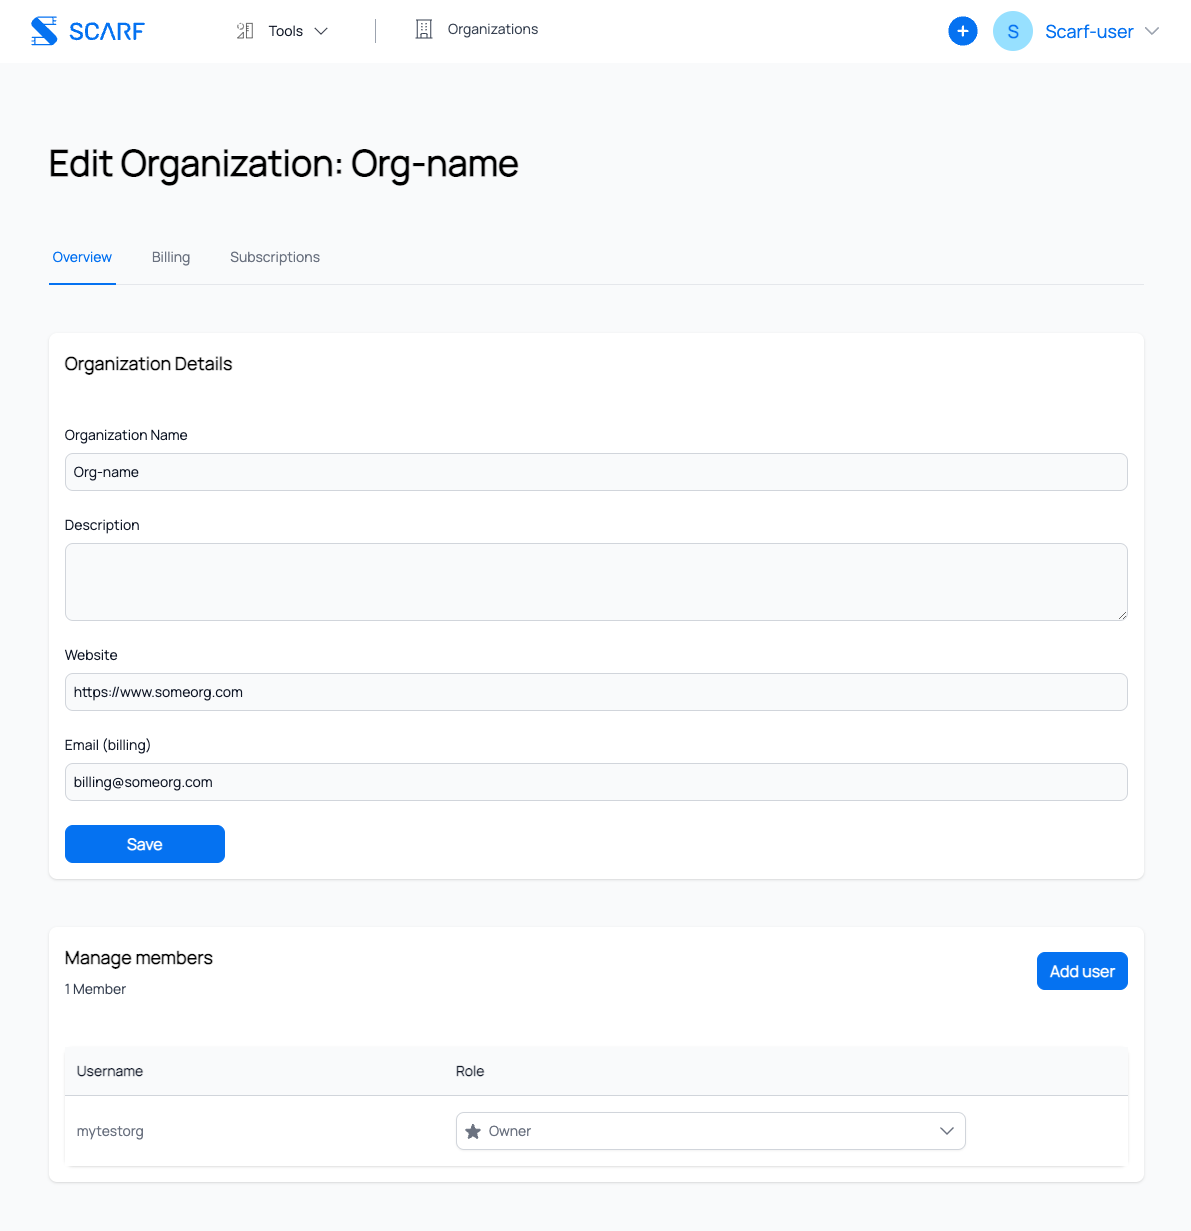 SCARF
Tools
Organizations
S
Scarf-user
Edit Organization: Org-name
Overview
Billing
Subscriptions
Organization Details
Organization Name
Org-name
Description
Website
https://www.someorg.com
Email (billing)
billing@someorg.com
Save
Manage members
1 Member
Add user
Username
Role
mytestorg
Owner